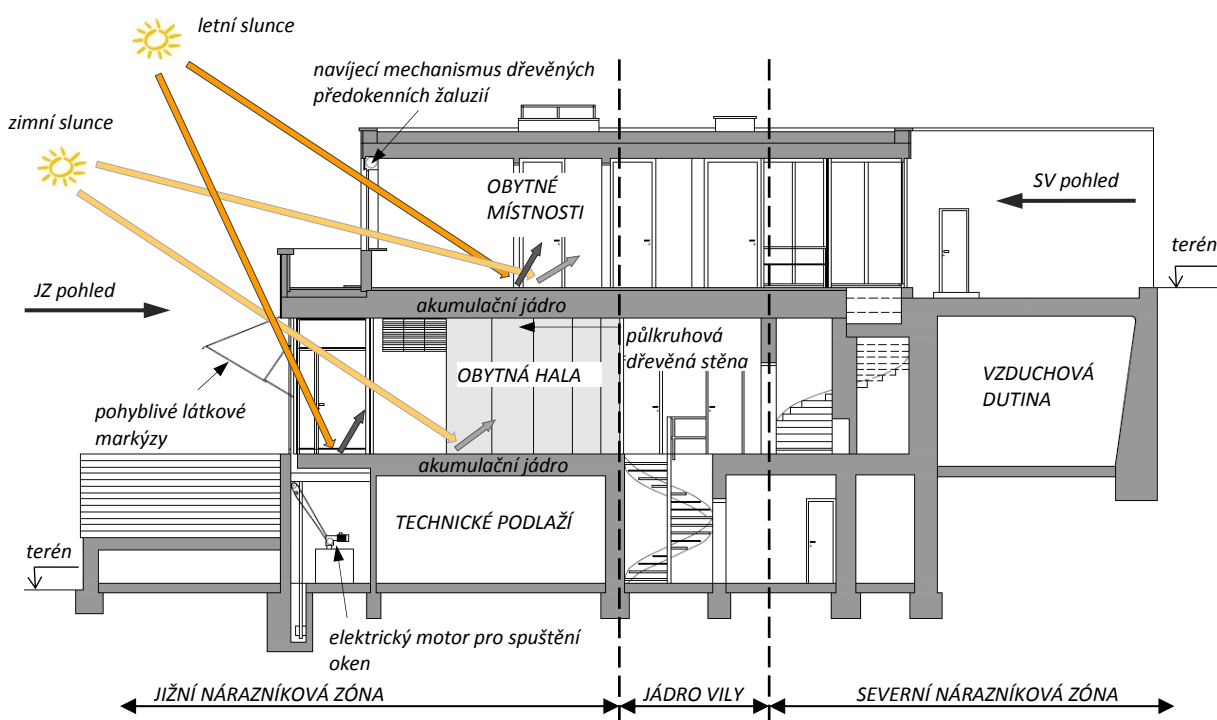 letní slunce
navíjecí mechanismus dřevěných
předokenních žaluzií
zimní slunce
OBYTNÉ
MÍSTNOSTI
SV pohled
terén
JZ pohled
akumulační jádro
půlkruhová
dřevěná stěna
OBYTNÁ HALA
VZDUCHOVÁ
DUTINA
pohyblivé látkové
markýzy
akumulační jádro
TECHNICKÉ PODLAŽÍ
terén
elektrický motor pro spuštění
oken
JIŽNÍ NÁRAZNÍKOVÁ ZÓNA
JÁDRO VILY
SEVERNÍ NÁRAZNÍKOVÁ ZÓNA